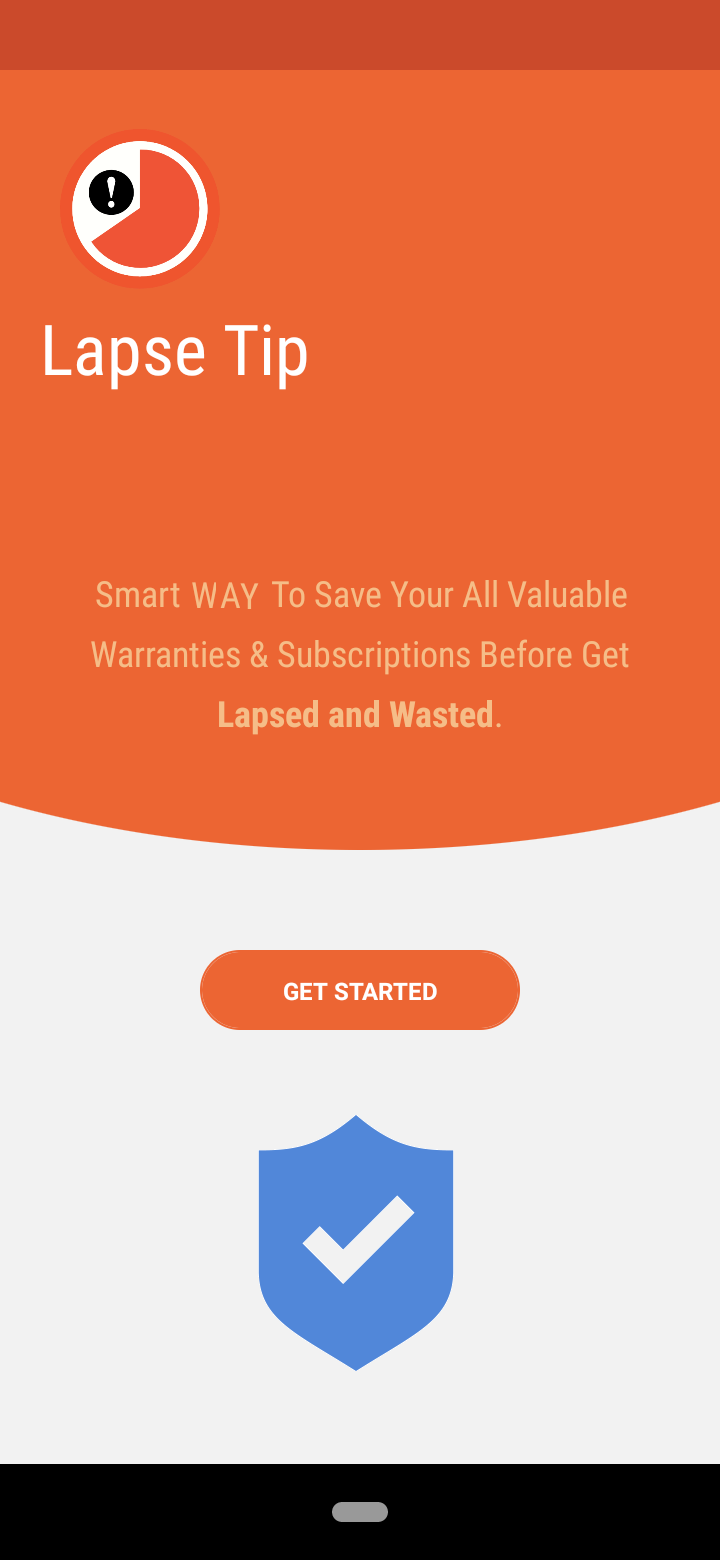 !
Lapse Tip
Smart WAY To Save Your All Valuable
Warranties & Subscriptions Before Get
Lapsed and Wasted.
GET STARTED